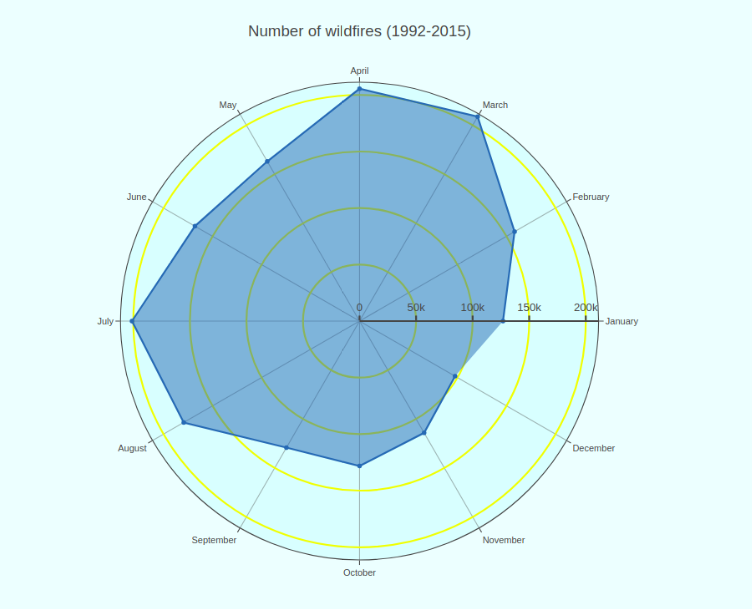 Number of wildfires (1992-2015)
April
May
March
June
February
0 50k 100k 150k 200k
July
January
August
December
September
November
October